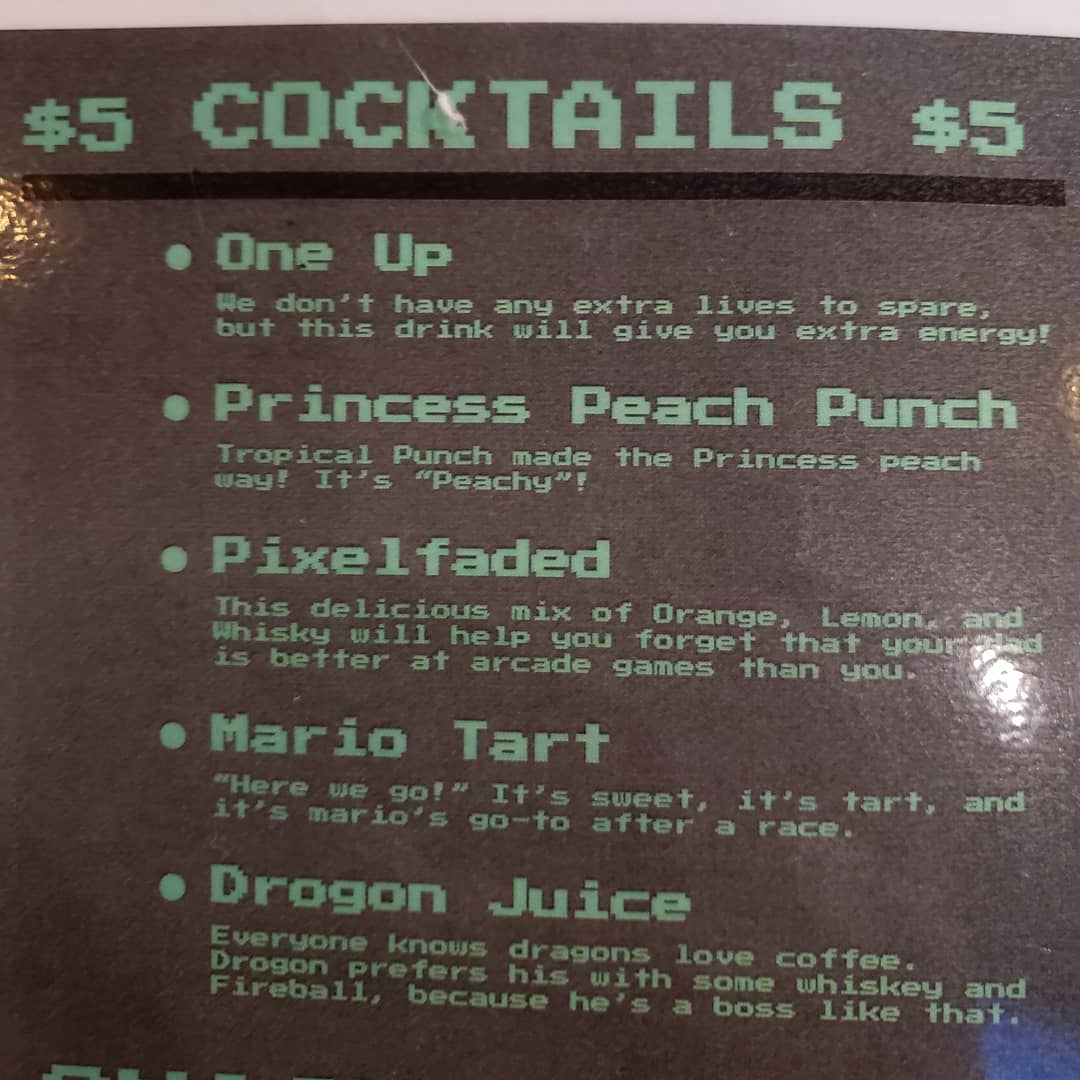 $5 COCKTAILS $5
• One Up
We don't have any extra lives to spare,
but this drink will give you extra energy!
• Princess Peach Punch
Tropical Punch made the Princess peach
way! It's “Peachy”!
• Pixelfaded
This delicious mix of Orange, Lemon, and
Whisky will help you forget that your dad
is better at arcade games than you.
• Mario Tart
“Here we go!” It's sweet, it's tart, and
it's mario's go-to after a race.
• Drogon Juice
Everyone knows dragons love coffee.
Drogon prefers his with some whiskey and
Fireball, because he's a boss like that.